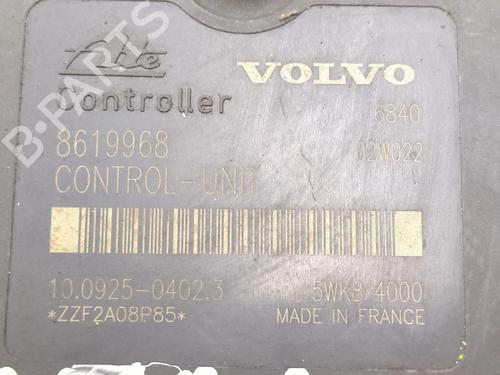 Ate VOLVO
Controller 6840
8619968 02W022
CONTROL-UNIT
10.0925-0402.3 5WK8 4000
*ZZF2A08P85* MADE IN FRANCE
B-PARTS